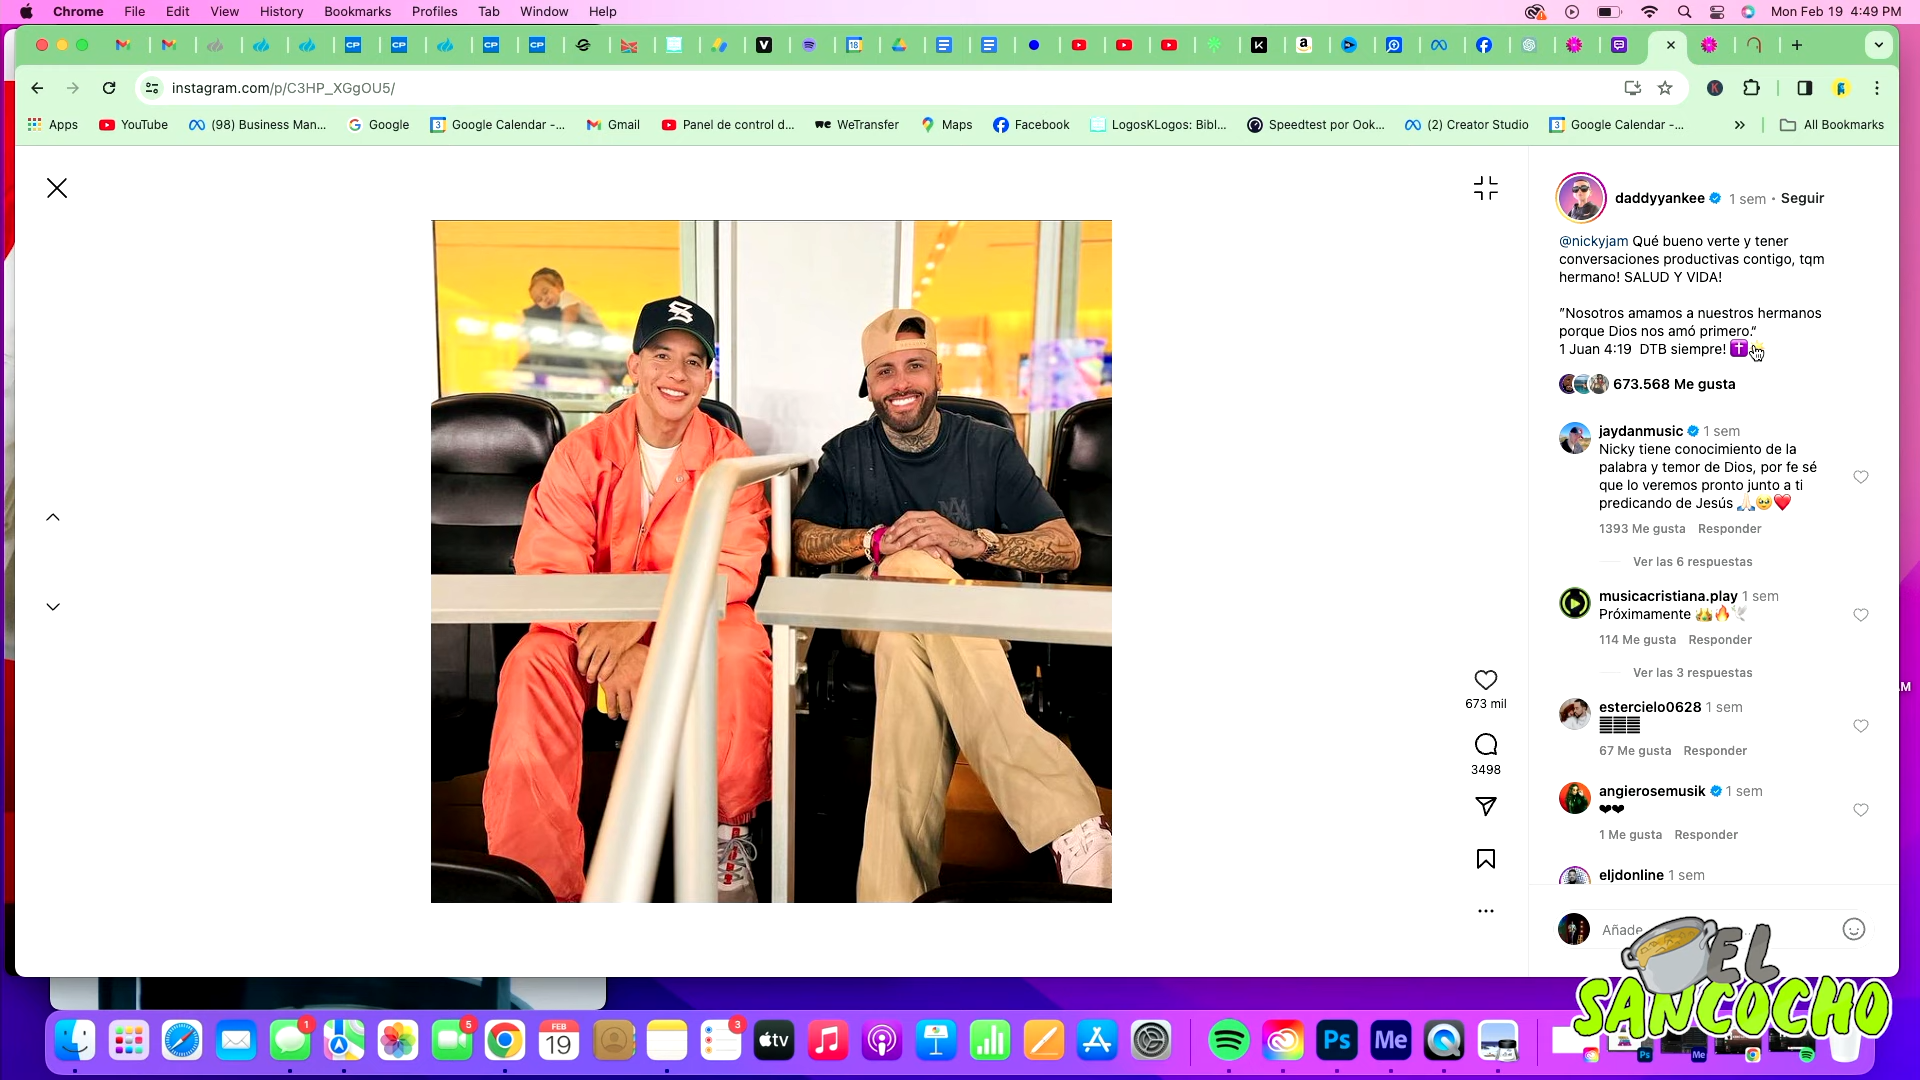 Chrome File Edit View History Bookmarks Profiles Tab Window Help
Mon Feb 19 4:49 PM
instagram.com/p/C3HP_XGgOU5/
Apps YouTube (98) Business Man... Google Google Calendar -... Gmail Panel de control d... WeTransfer Maps Facebook LogosKLogos: Bibl... Speedtest por Ook... (2) Creator Studio Google Calendar -... All Bookmarks
daddyyankee 1 sem • Seguir
@nickyjam Qué bueno verte y tener
conversaciones productivas contigo, tqm
hermano! SALUD Y VIDA!
"Nosotros amamos a nuestros hermanos
porque Dios nos amó primero."
1 Juan 4:19 DTB siempre! ✝️
673.568 Me gusta
jaydanmusic 1 sem
Nicky tiene conocimiento de la
palabra y temor de Dios, por fe sé
que lo veremos pronto junto a ti
predicando de Jesús 🙏🏻🥹❤️
1393 Me gusta Responder
Ver las 6 respuestas
musicacristiana.play 1 sem
Próximamente 👑🔥🕊
114 Me gusta Responder
Ver las 3 respuestas
estercielo0628 1 sem
67 Me gusta Responder
angierosemusik 1 sem
❤❤
1 Me gusta Responder
eljdonline 1 sem
673 mil
3498
Añade
EL
SANCOCHO
1
5
FEB
19
3
tv
Ps
Me